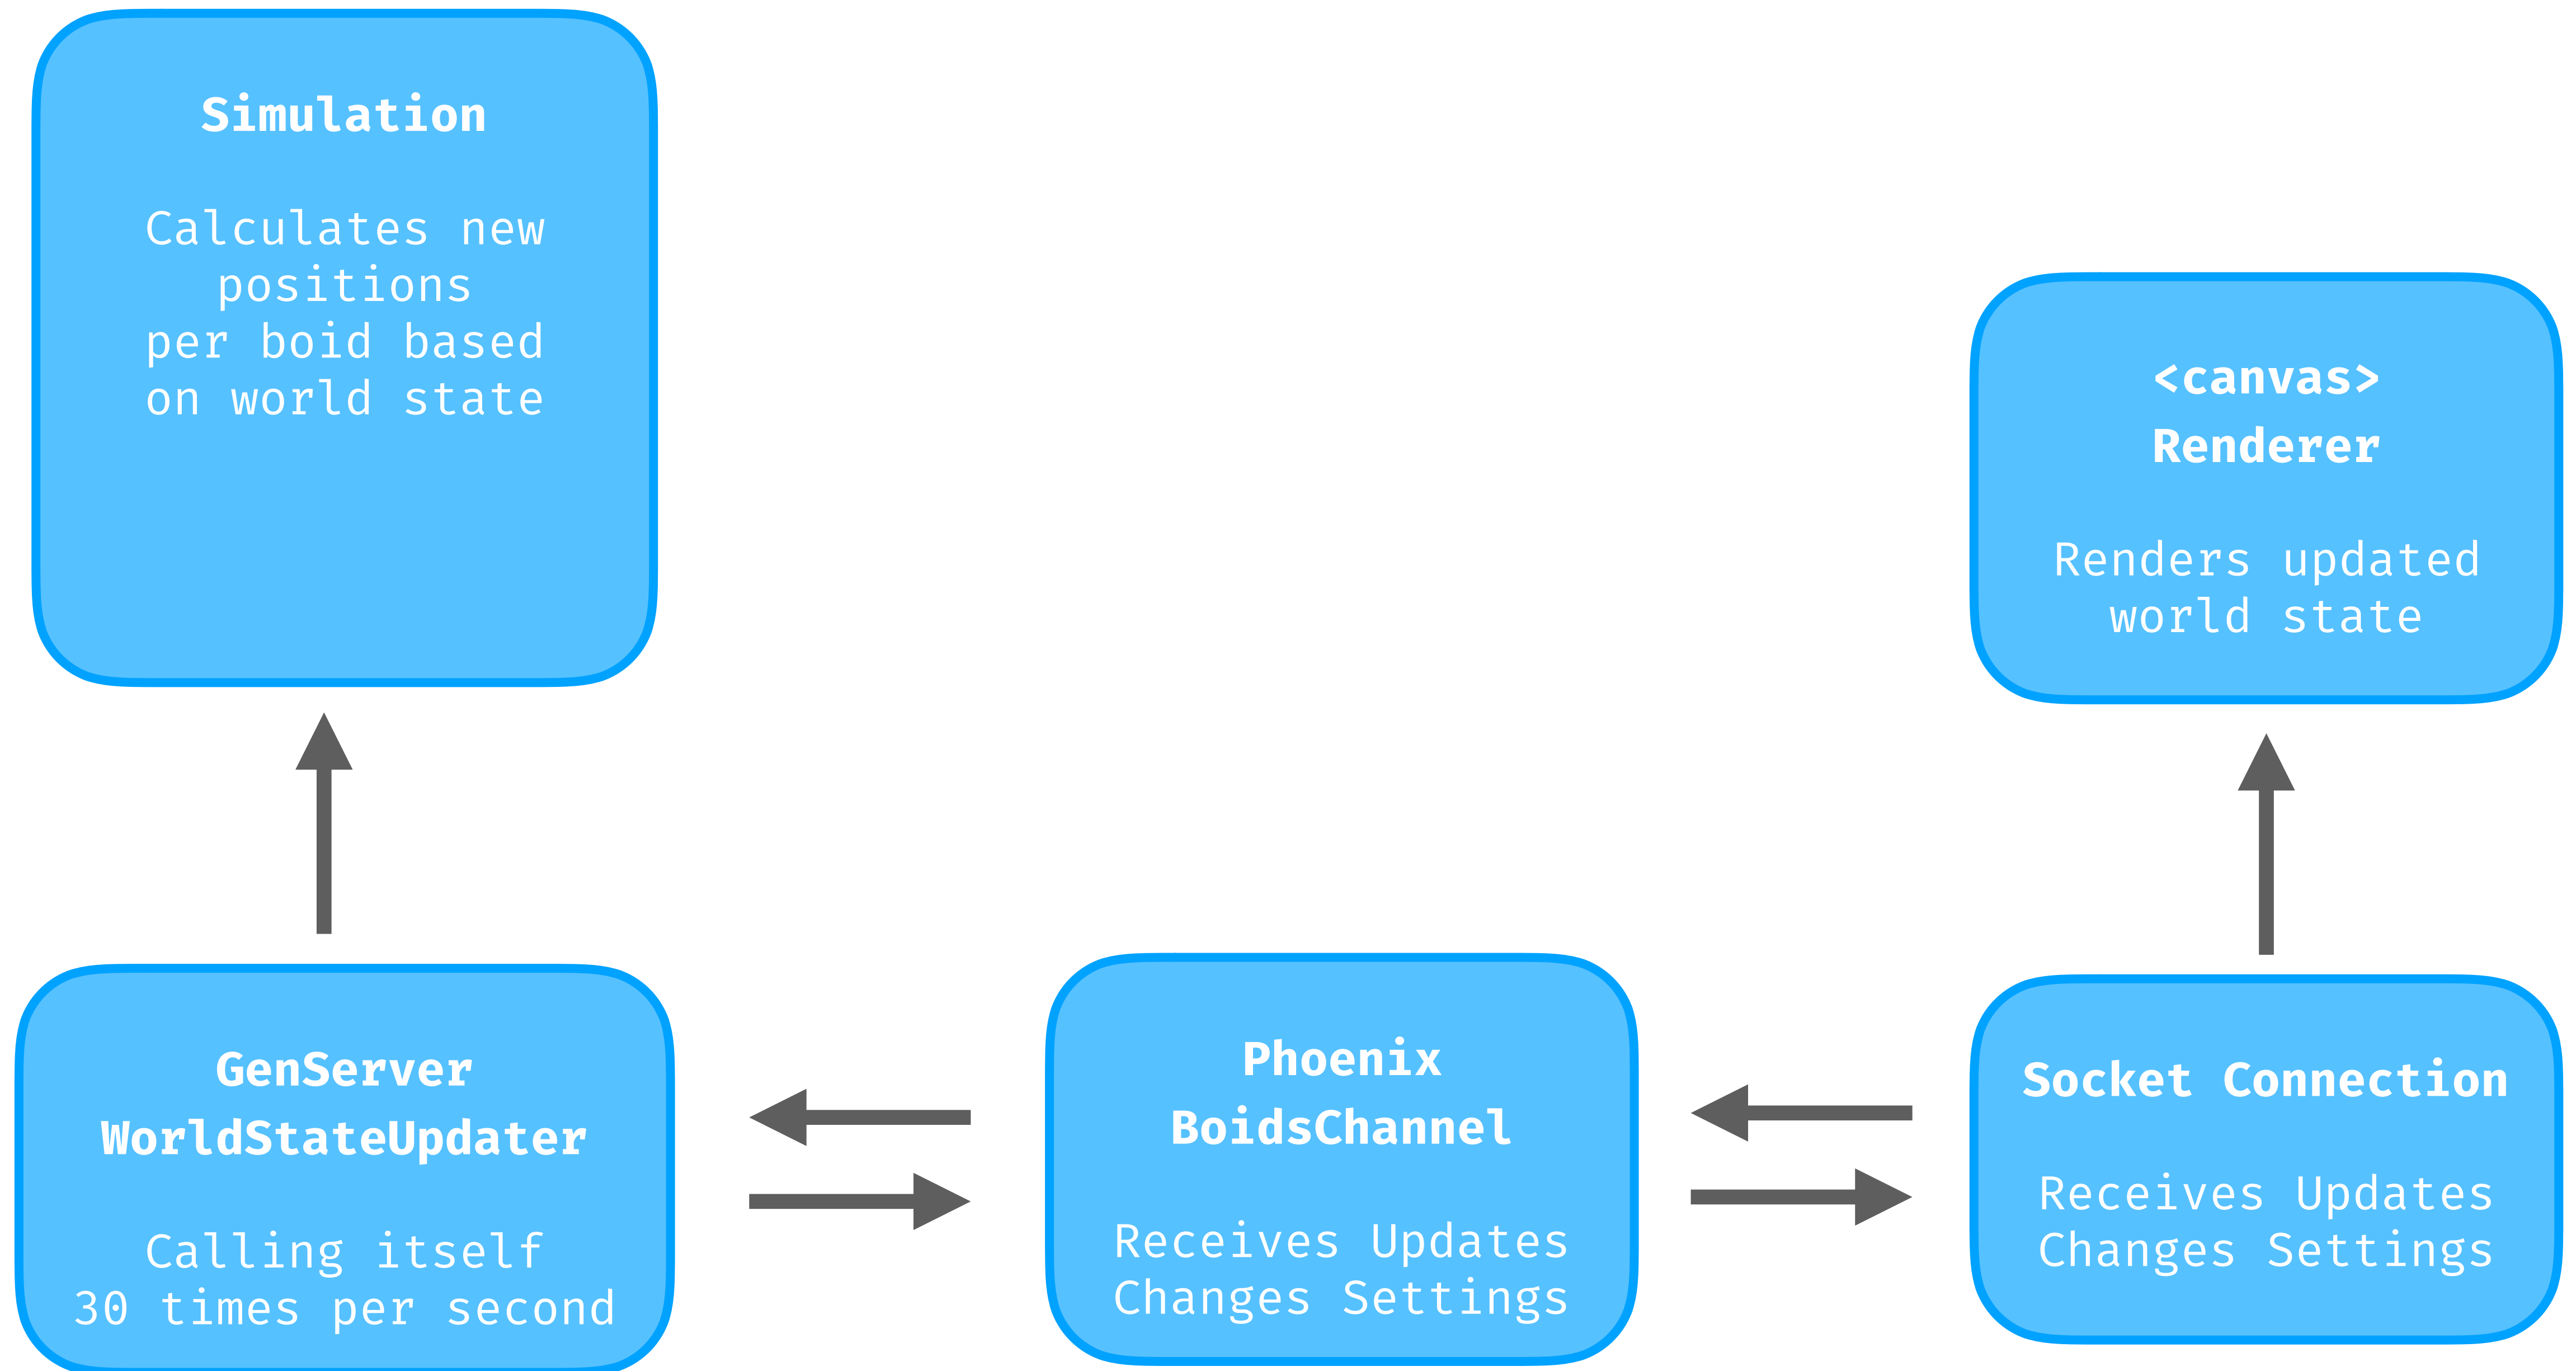 Simulation
Calculates new
positions
per boid based
on world state
<canvas>
Renderer
Renders updated
world state
GenServer
WorldStateUpdater
Calling itself
30 times per second
Phoenix
BoidsChannel
Receives Updates
Changes Settings
Socket Connection
Receives Updates
Changes Settings